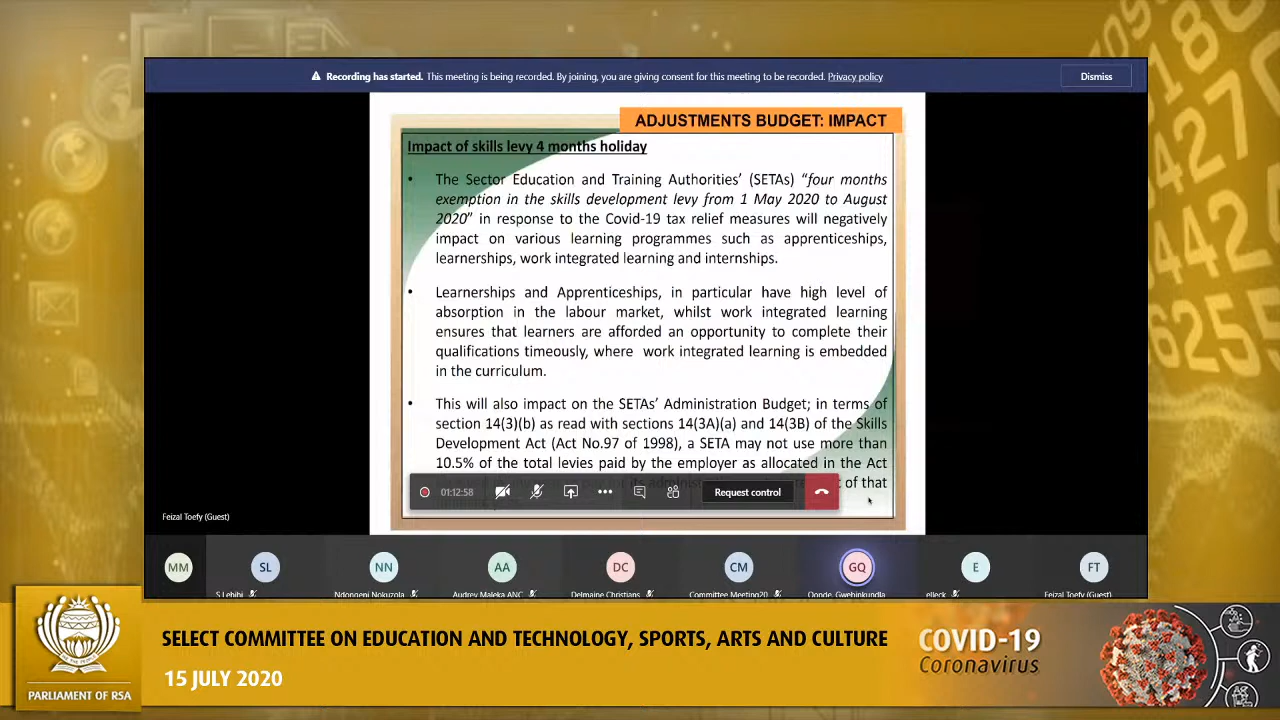 Recording has started. This meeting is being recorded. By joining, you are giving consent for this meeting to be recorded. Privacy policy
Dismiss
ADJUSTMENTS BUDGET: IMPACT
Impact of skills levy 4 months holiday
• The Sector Education and Training Authorities' (SETAs) "four months
exemption in the skills development levy from 1 May 2020 to August
2020" in response to the Covid-19 tax relief measures will negatively
impact on various learning programmes such as apprenticeships,
learnerships, work integrated learning and internships.
• Learnerships and Apprenticeships, in particular have high level of
absorption in the labour market, whilst work integrated learning
ensures that learners are afforded an opportunity to complete their
qualifications timeously, where work integrated learning is embedded
in the curriculum.
• This will also impact on the SETAs' Administration Budget; in terms of
section 14(3)(b) as read with sections 14(3A)(a) and 14(3B) of the Skills
Development Act (Act No.97 of 1998), a SETA may not use more than
10.5% of the total levies paid by the employer as allocated in the Act
of that
01:12:58
Request control
Feizal Toefy (Guest)
MM SL NN AA DC CM GQ E FT
S Lehihi Ndongeni Nokuzola Audrey Maleka ANC Delmaine Christians Committee Meeting20 Qonde, Gwebinkundla elleck Feizal Toefy (Guest)
PARLIAMENT OF RSA
SELECT COMMITTEE ON EDUCATION AND TECHNOLOGY, SPORTS, ARTS AND CULTURE
15 JULY 2020
COVID-19
Coronavirus